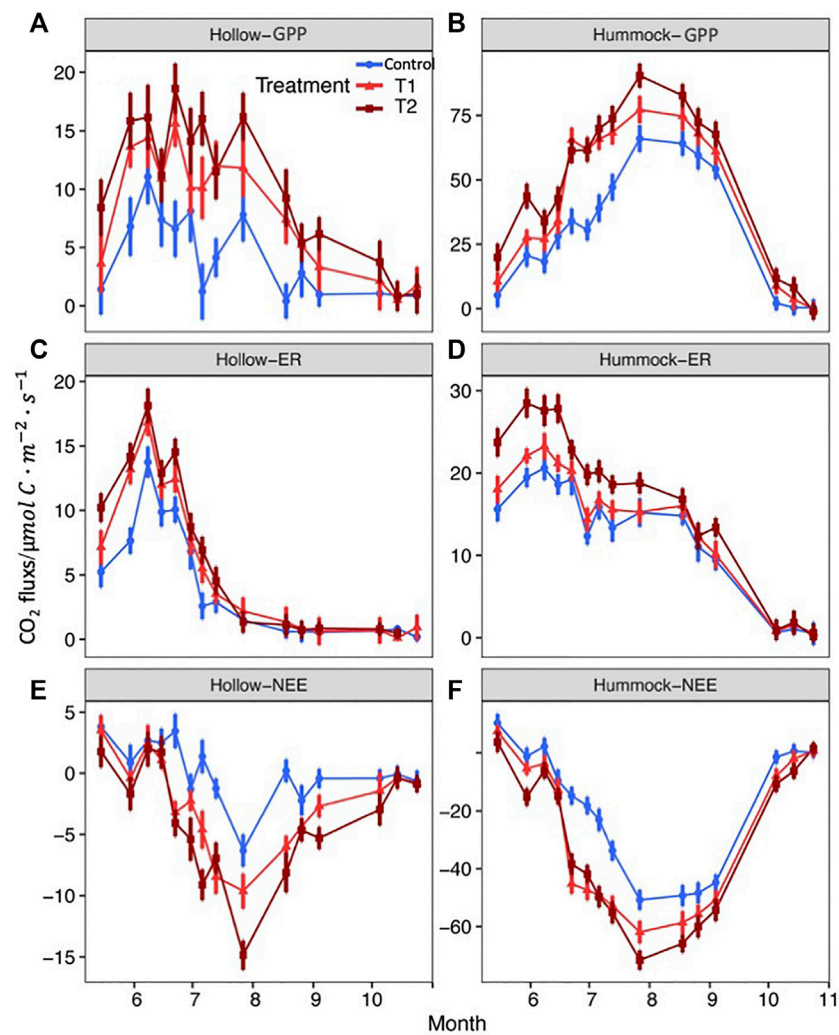 A
Hollow−GPP
B
Hummock−GPP
Treatment
Control
T1
T2
20
15
10
5
0
75
50
25
0
C
Hollow−ER
D
Hummock−ER
20
15
10
5
0
30
20
10
0
CO2 fluxes/μmol C · m−2 · s−1
E
Hollow−NEE
F
Hummock−NEE
5
0
−5
−10
−15
−20
−40
−60
6 7 8 9 10
6 7 8 9 10 11
Month